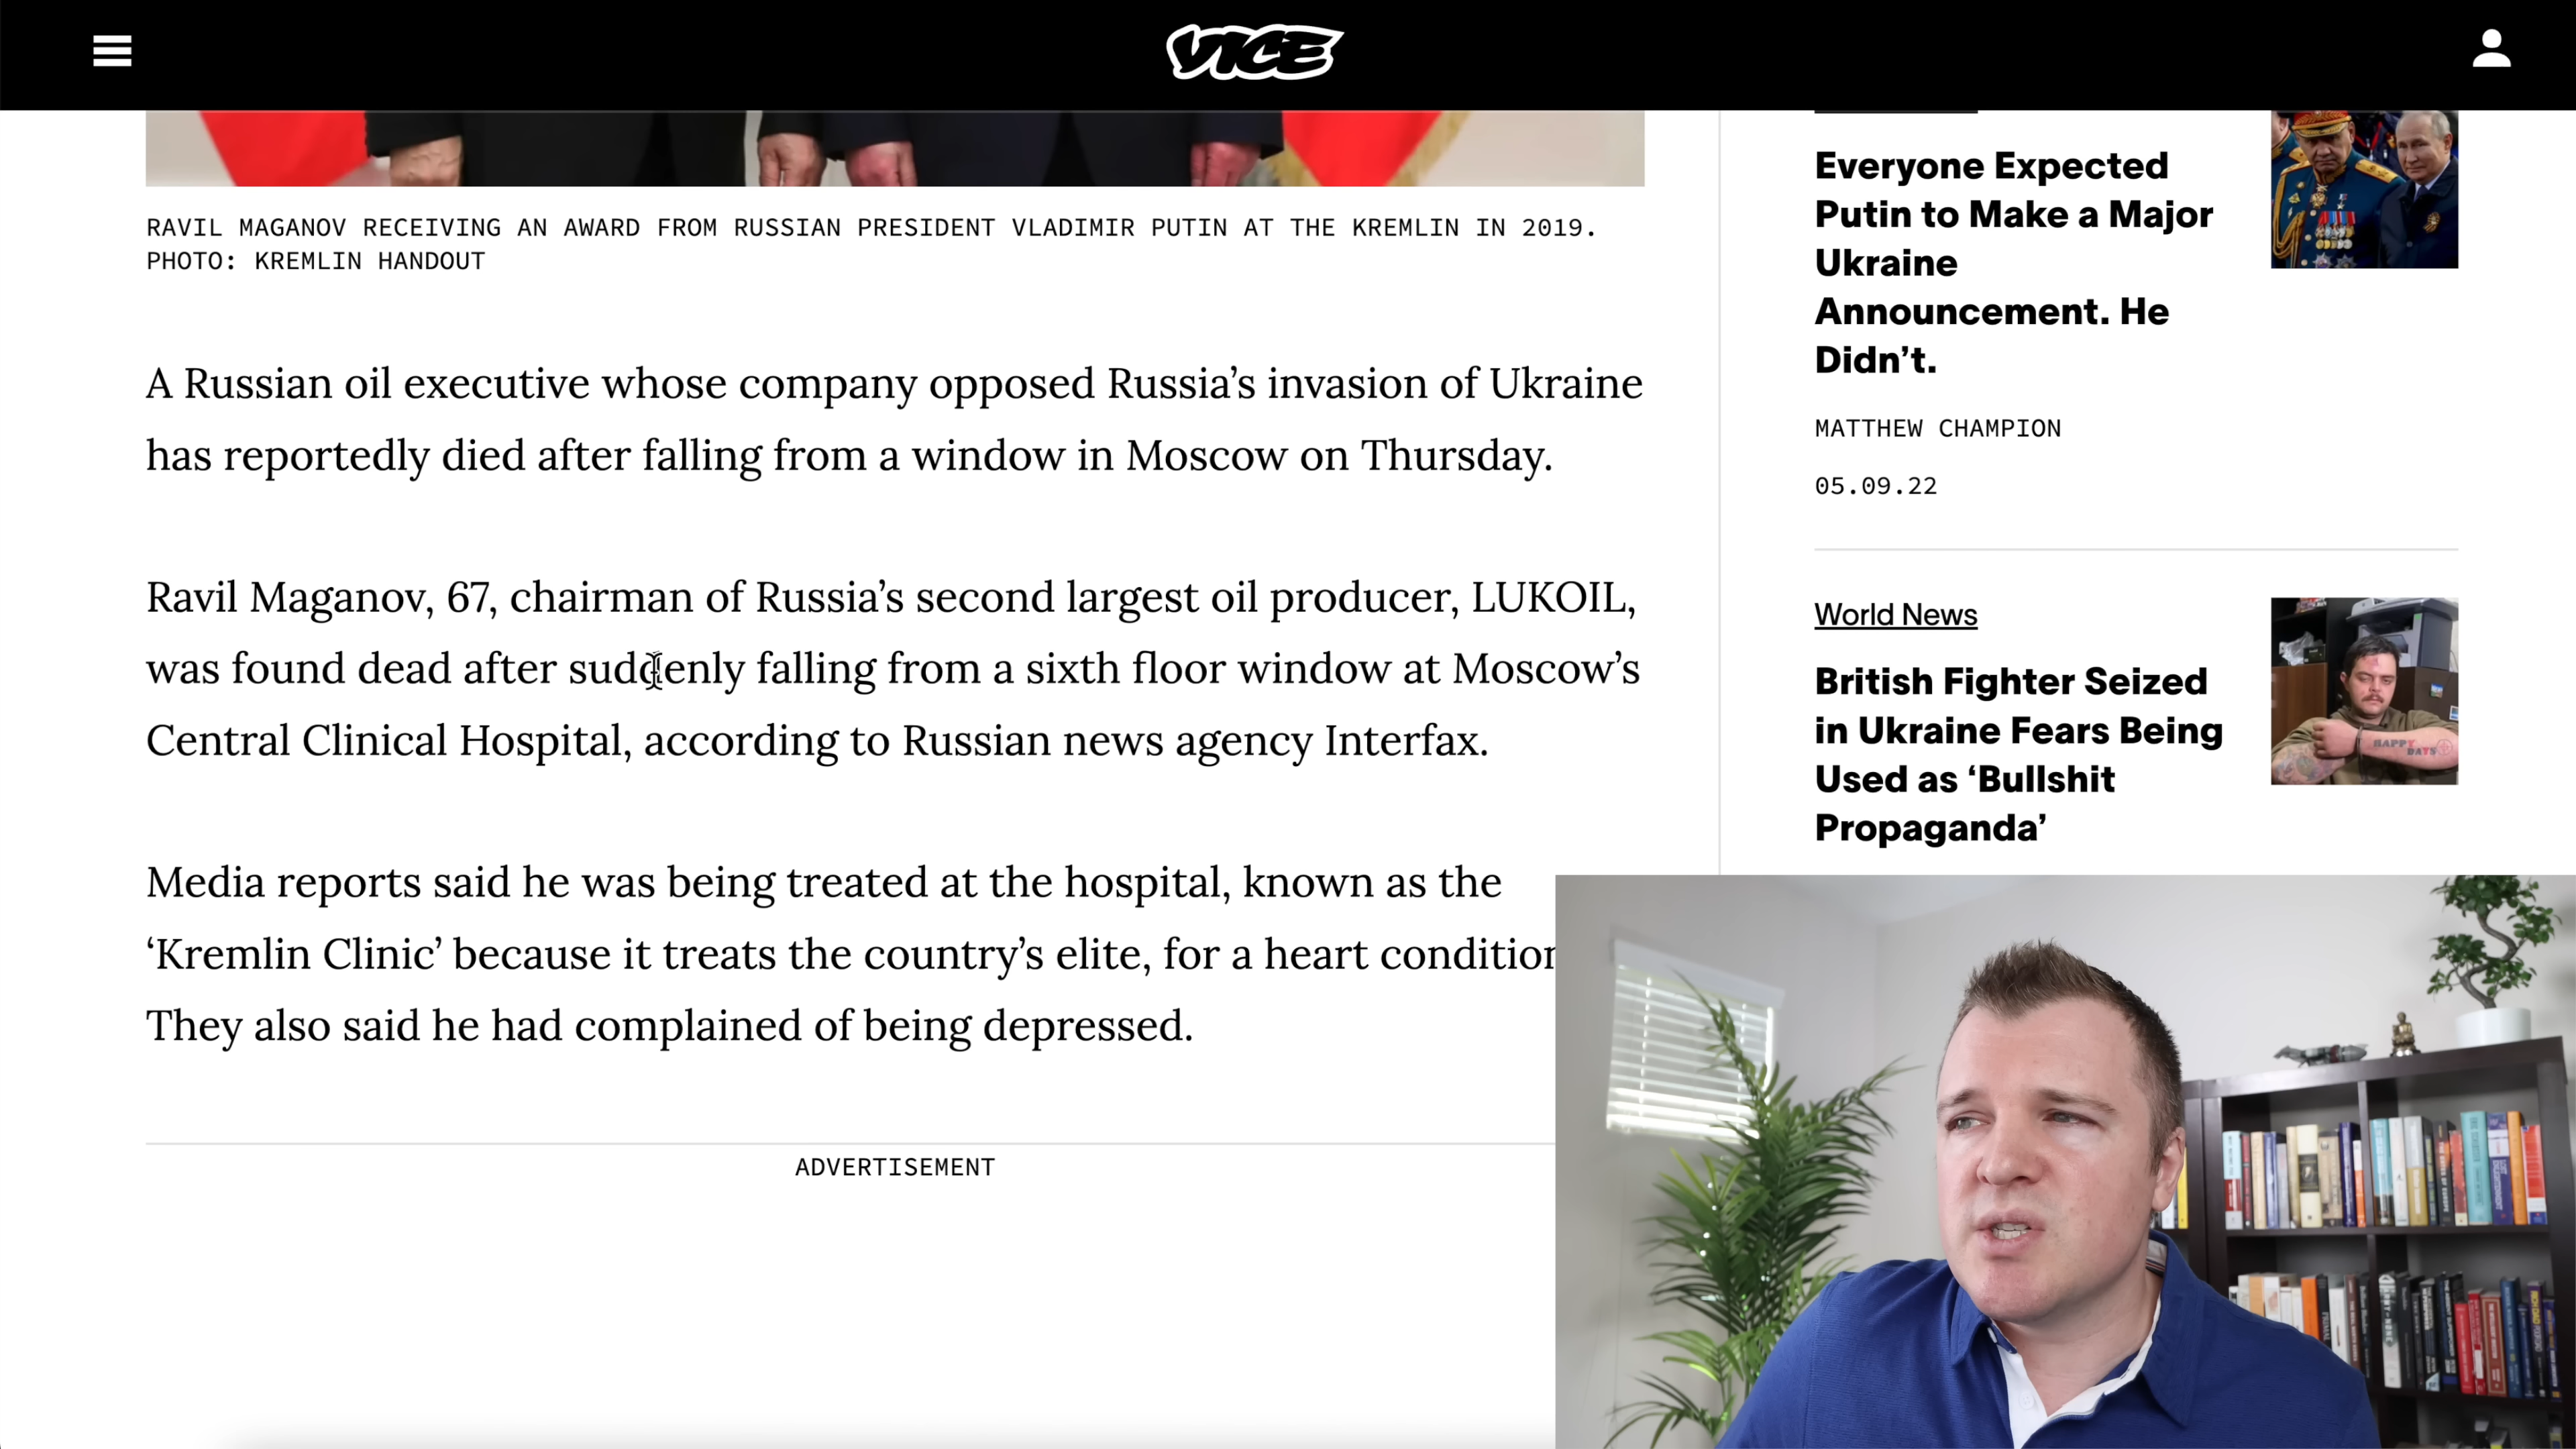 VICE
RAVIL MAGANOV RECEIVING AN AWARD FROM RUSSIAN PRESIDENT VLADIMIR PUTIN AT THE KREMLIN IN 2019.
PHOTO: KREMLIN HANDOUT
A Russian oil executive whose company opposed Russia’s invasion of Ukraine
has reportedly died after falling from a window in Moscow on Thursday.
Ravil Maganov, 67, chairman of Russia’s second largest oil producer, LUKOIL,
was found dead after suddenly falling from a sixth floor window at Moscow’s
Central Clinical Hospital, according to Russian news agency Interfax.
Media reports said he was being treated at the hospital, known as the
‘Kremlin Clinic’ because it treats the country’s elite, for a heart condition
They also said he had complained of being depressed.
ADVERTISEMENT
Everyone Expected
Putin to Make a Major
Ukraine
Announcement. He
Didn’t.
MATTHEW CHAMPION
05.09.22
World News
British Fighter Seized
in Ukraine Fears Being
Used as ‘Bullshit
Propaganda’
HAPPY
DAYS